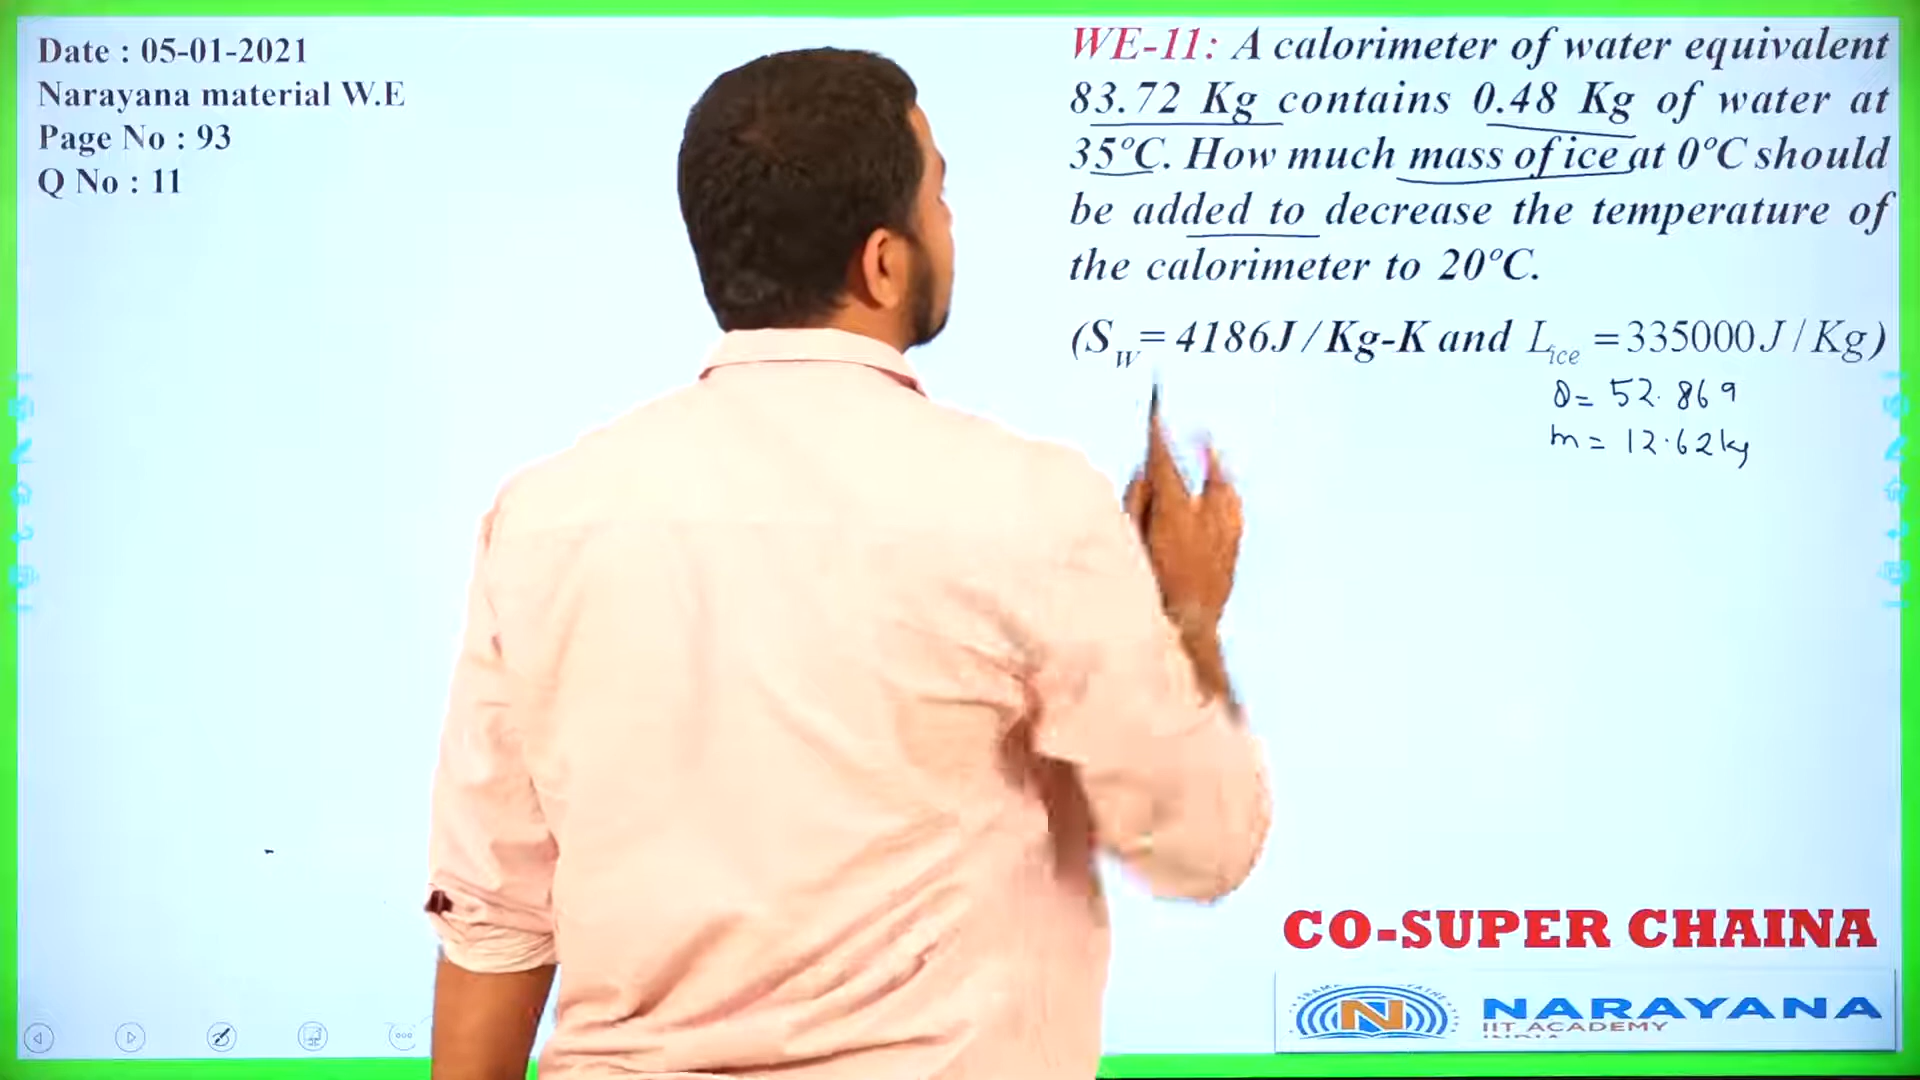 Date : 05-01-2021
Narayana material W.E
Page No : 93
Q No : 11
WE-11: A calorimeter of water equivalent
83.72 Kg contains 0.48 Kg of water at
35°C. How much mass of ice at 0°C should
be added to decrease the temperature of
the calorimeter to 20°C.
(S_W = 4186J/Kg-K and L_ice = 335000J/Kg)
θ = 52.869
m = 12.62kg
CO-SUPER CHAINA
N NARAYANA
IIT ACADEMY